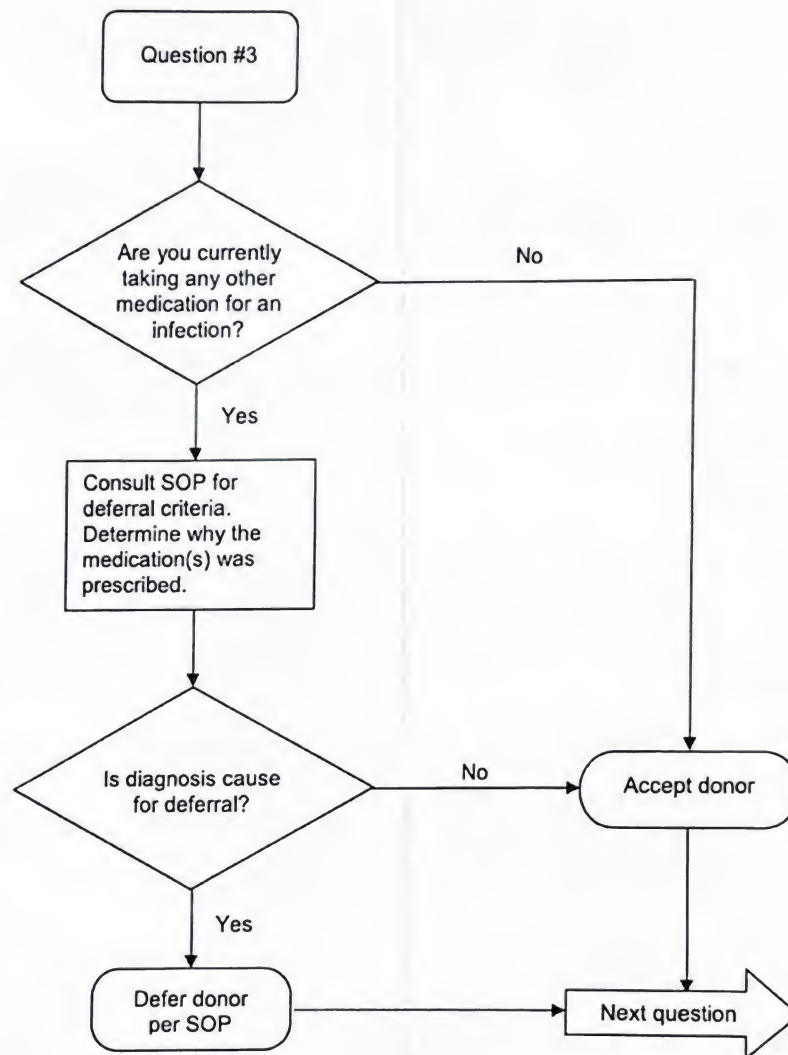 Question #3
Are you currently
taking any other
medication for an
infection?
No
Yes
Consult SOP for
deferral criteria.
Determine why the
medication(s) was
prescribed.
Is diagnosis cause
for deferral?
No
Accept donor
Yes
Defer donor
per SOP
Next question